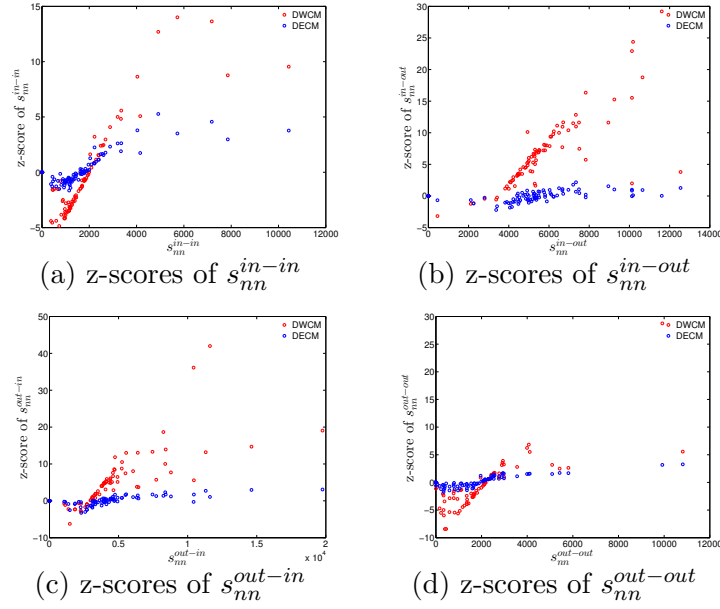 DWCM
DECM
15
10
5
0
−5
0 2000 4000 6000 8000 10000 12000
z-score of s_{nn}^{in−in}
s_{nn}^{in−in}
(a) z-scores of s_{nn}^{in−in}
DWCM
DECM
30
25
20
15
10
5
0
−5
0 2000 4000 6000 8000 10000 12000 14000
z-score of s_{nn}^{in−out}
s_{nn}^{in−out}
(b) z-scores of s_{nn}^{in−out}
DWCM
DECM
50
40
30
20
10
0
−10
0 0.5 1 1.5 2
x 10^4
z-score of s_{nn}^{out−in}
s_{nn}^{out−in}
(c) z-scores of s_{nn}^{out−in}
DWCM
DECM
30
20
10
0
−10
0 2000 4000 6000 8000 10000 12000
z-score of s_{nn}^{out−out}
s_{nn}^{out−out}
(d) z-scores of s_{nn}^{out−out}